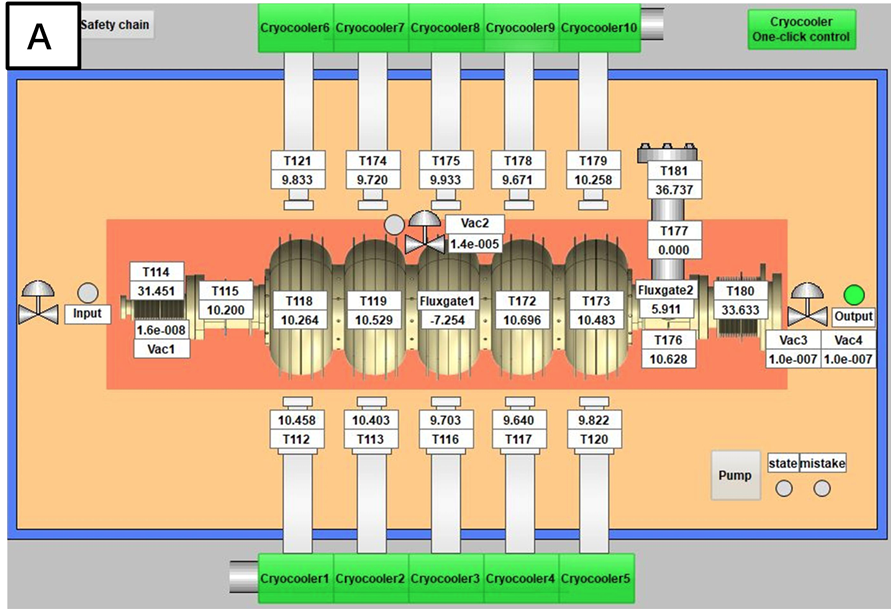 A
Safety chain
Cryocooler6 Cryocooler7 Cryocooler8 Cryocooler9 Cryocooler10
Cryocooler
One-click control
T121 T174 T175 T178 T179
9.833 9.720 9.933 9.671 10.258
T181
36.737
T177
0.000
Vac2
1.4e-005
T114
31.451
T115
10.200
T118
10.264
T119
10.529
Fluxgate1
-7.254
T172
10.696
T173
10.483
Fluxgate2
5.911
T180
33.633
Input
Output
1.6e-008
Vac1
T176
10.628
Vac3 Vac4
1.0e-007 1.0e-007
10.458 10.403 9.703 9.640 9.822
T112 T113 T116 T117 T120
Pump
state mistake
Cryocooler1 Cryocooler2 Cryocooler3 Cryocooler4 Cryocooler5